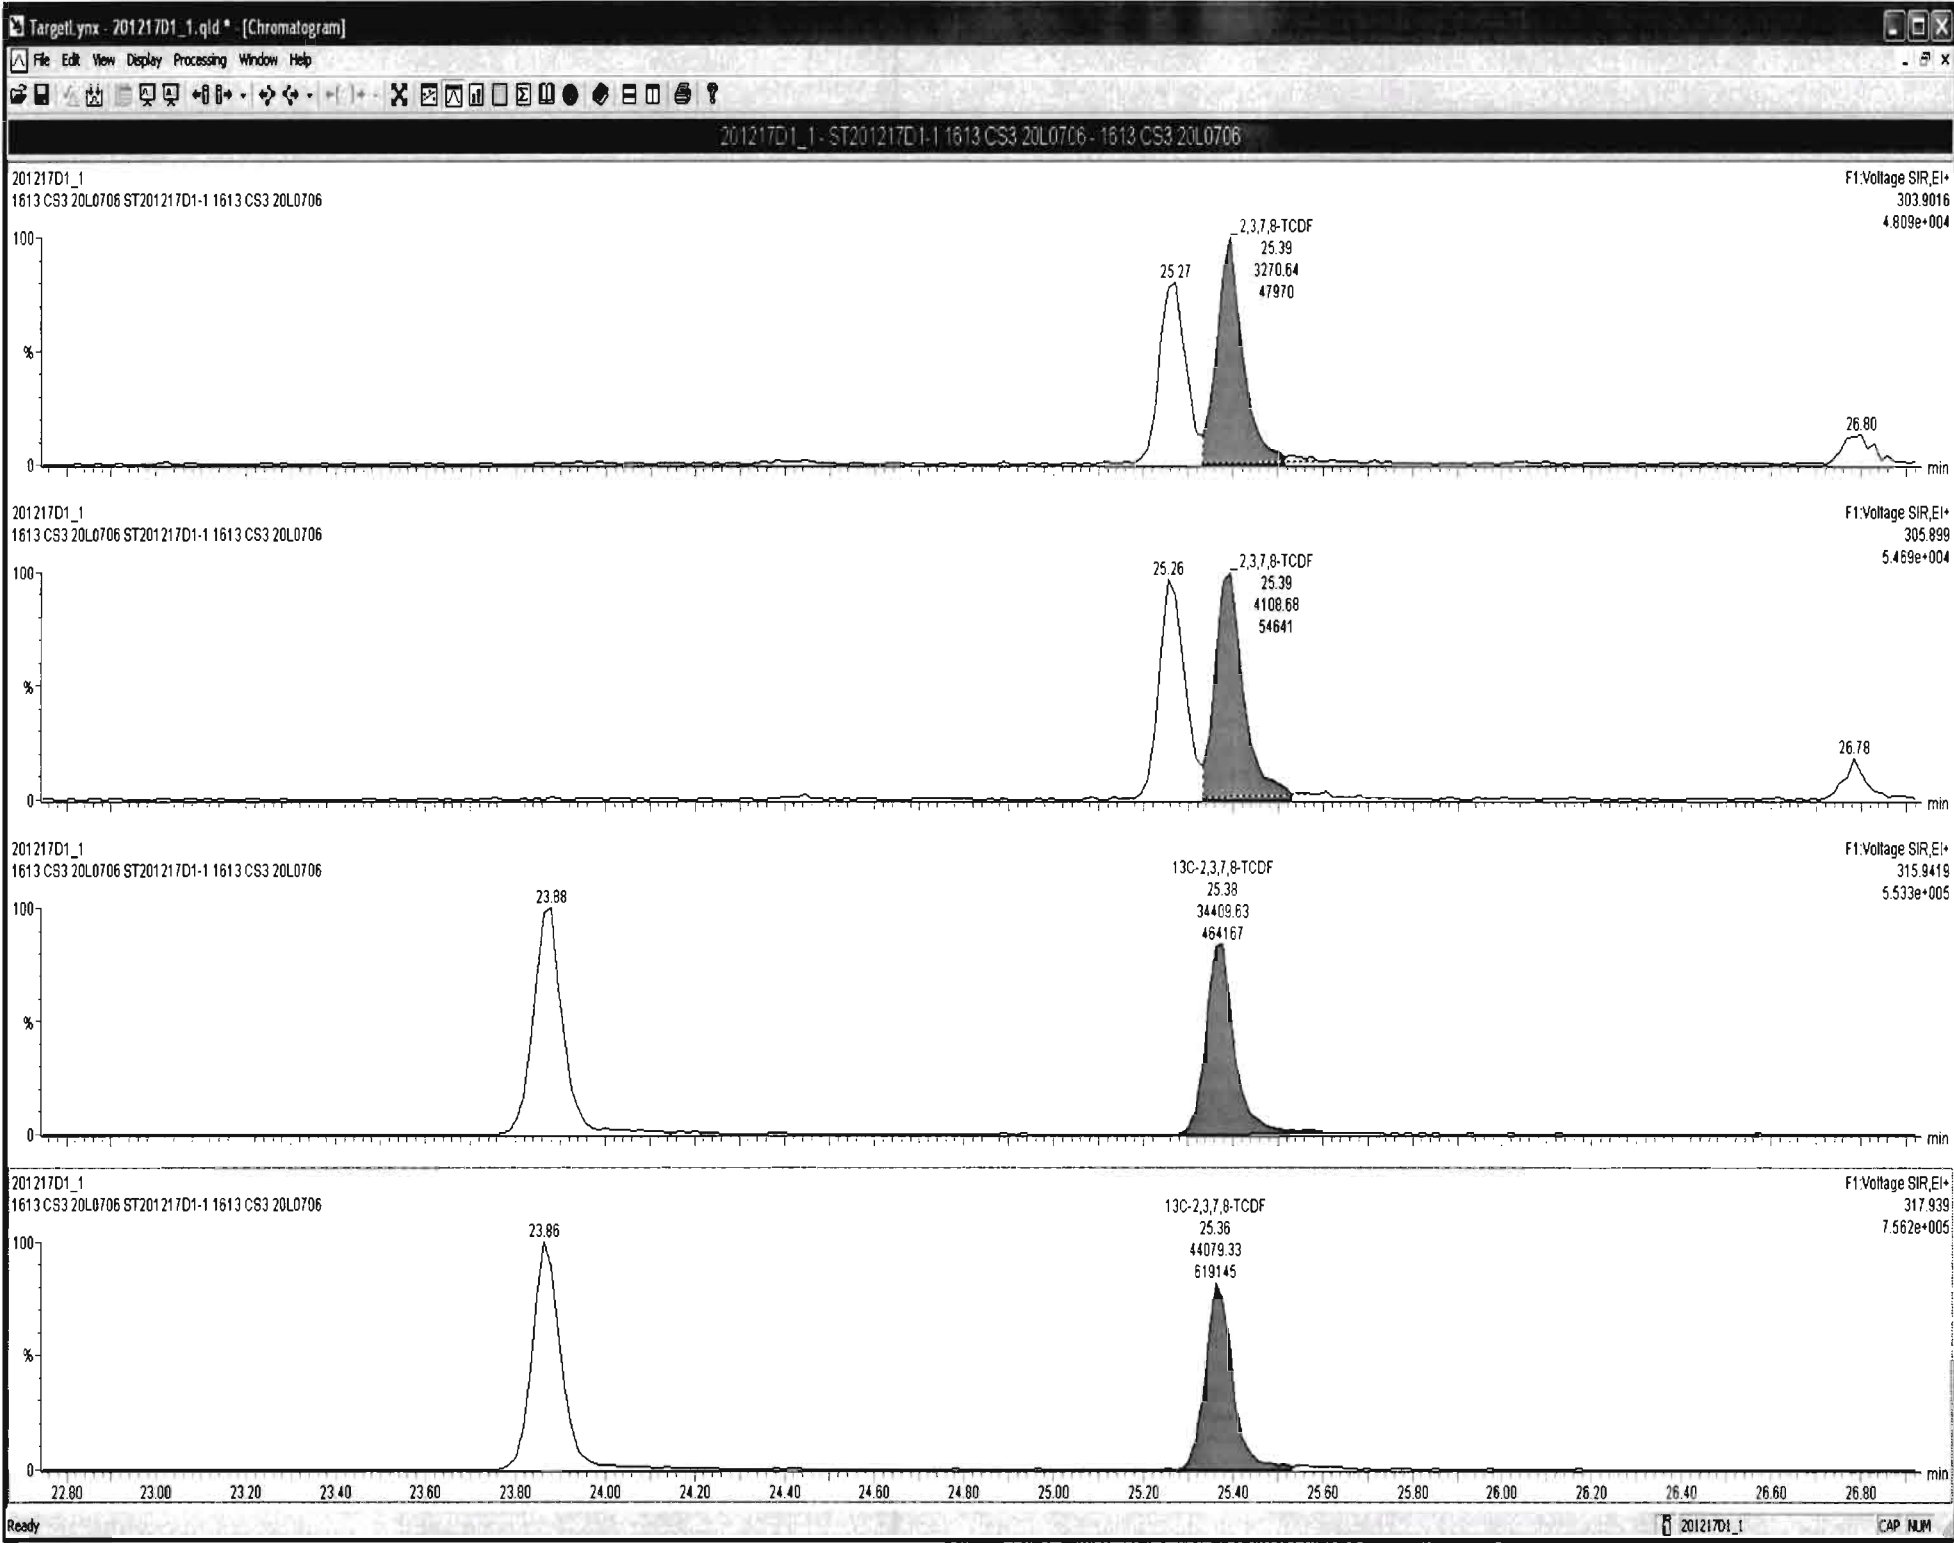 TargetLynx - 201217D1_1.qld * - [Chromatogram]
File Edit View Display Processing Window Help
201217D1_1 - ST201217D1-1 1613 CS3 20L0706 - 1613 CS3 20L0706
201217D1_1
1613 CS3 20L0706 ST201217D1-1 1613 CS3 20L0706
F1:Voltage SIR,EI+
303.9016
4.809e+004
100
%
0
25.27
2,3,7,8-TCDF
25.39
3270.64
47970
26.80
min
201217D1_1
1613 CS3 20L0706 ST201217D1-1 1613 CS3 20L0706
F1:Voltage SIR,EI+
305.899
5.469e+004
100
%
0
25.26
2,3,7,8-TCDF
25.39
4108.68
54641
26.78
min
201217D1_1
1613 CS3 20L0706 ST201217D1-1 1613 CS3 20L0706
F1:Voltage SIR,EI+
315.9419
5.533e+005
100
%
0
23.88
13C-2,3,7,8-TCDF
25.38
34409.63
464167
min
201217D1_1
1613 CS3 20L0706 ST201217D1-1 1613 CS3 20L0706
F1:Voltage SIR,EI+
317.939
7.562e+005
100
%
0
23.86
13C-2,3,7,8-TCDF
25.36
44079.33
619145
min
22.80 23.00 23.20 23.40 23.60 23.80 24.00 24.20 24.40 24.60 24.80 25.00 25.20 25.40 25.60 25.80 26.00 26.20 26.40 26.60 26.80
Ready
201217D1_1
CAP NUM